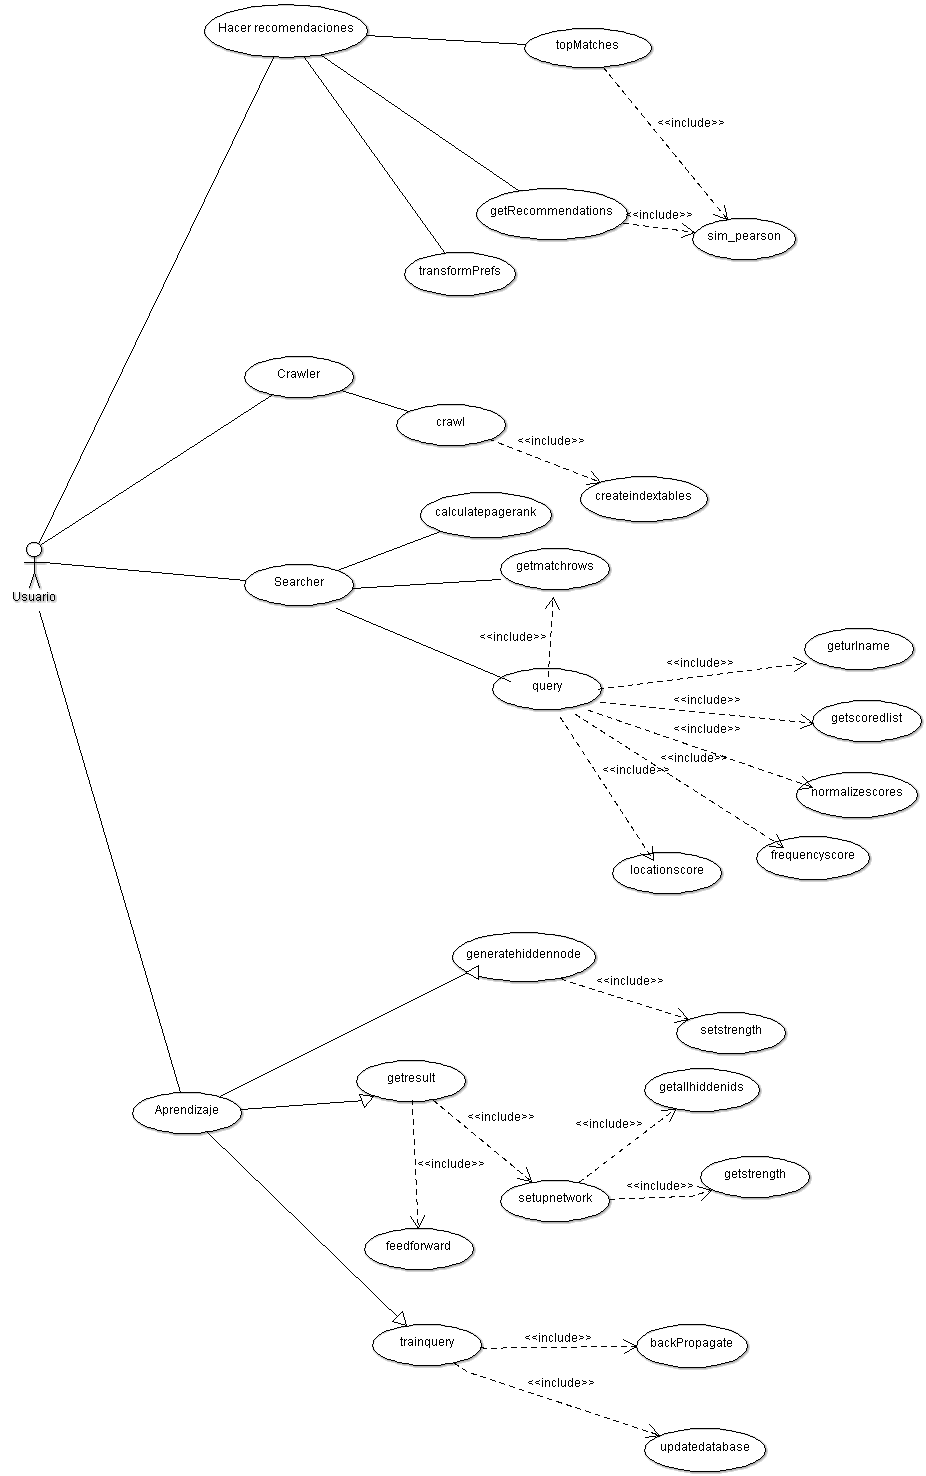 Hacer recomendaciones
topMatches
<<include>>
getRecommendations
<<include>>
sim_pearson
transformPrefs
Crawler
crawl
<<include>>
createindextables
calculatepagerank
getmatchrows
Searcher
Usuario
<<include>>
geturlname
<<include>>
query
<<include>>
getscoredlist
<<include>>
<<include>>
<<include>>
normalizescores
frequencyscore
locationscore
generatehiddennode
<<include>>
setstrength
getresult
getallhiddenids
Aprendizaje
<<include>>
<<include>>
<<include>>
getstrength
<<include>>
setupnetwork
feedforward
trainquery
<<include>>
backPropagate
<<include>>
updatedatabase